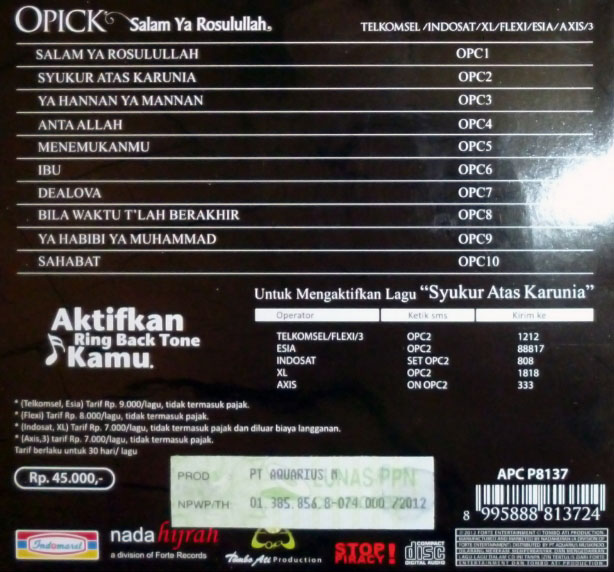 OPICK Salam Ya Rosulullah. TELKOMSEL /INDOSAT/XL/FLEXI/ESIA/AXIS/3
SALAM YA ROSULULLAH OPC1
SYUKUR ATAS KARUNIA OPC2
YA HANNAN YA MANNAN OPC3
ANTA ALLAH OPC4
MENEMUKANMU OPC5
IBU OPC6
DEALOVA OPC7
BILA WAKTU T'LAH BERAKHIR OPC8
YA HABIBI YA MUHAMMAD OPC9
SAHABAT OPC10
Untuk Mengaktifkan Lagu “Syukur Atas Karunia”
Operator Ketik sms Kirim ke
TELKOMSEL/FLEXI/3 OPC2 1212
ESIA OPC2 88817
INDOSAT SET OPC2 808
XL OPC2 1818
AXIS ON OPC2 333
Aktifkan
Ring Back Tone
Kamu.
* (Telkomsel, Esia) Tarif Rp. 9.000/lagu, tidak termasuk pajak.
* (Flexi) Tarif Rp. 8.000/lagu, tidak termasuk pajak.
* (Indosat, XL) Tarif Rp. 7.000/lagu, tidak termasuk pajak dan diluar biaya langganan.
* (Axis,3) tarif Rp. 7.000/lagu, tidak termasuk pajak.
Tarif berlaku untuk 30 hari/ lagu
Rp. 45.000,-
PROD PT AQUARIUS M
LUNAS PPN
NPWP/TH 01.385.856.8-074.000 /2012
APC P8137
8 995888 813724
Indomaret
nada hijrah
a division of Forte Records
Tombo Ati Production
STOP PIRACY!
COMPACT disc DIGITAL AUDIO